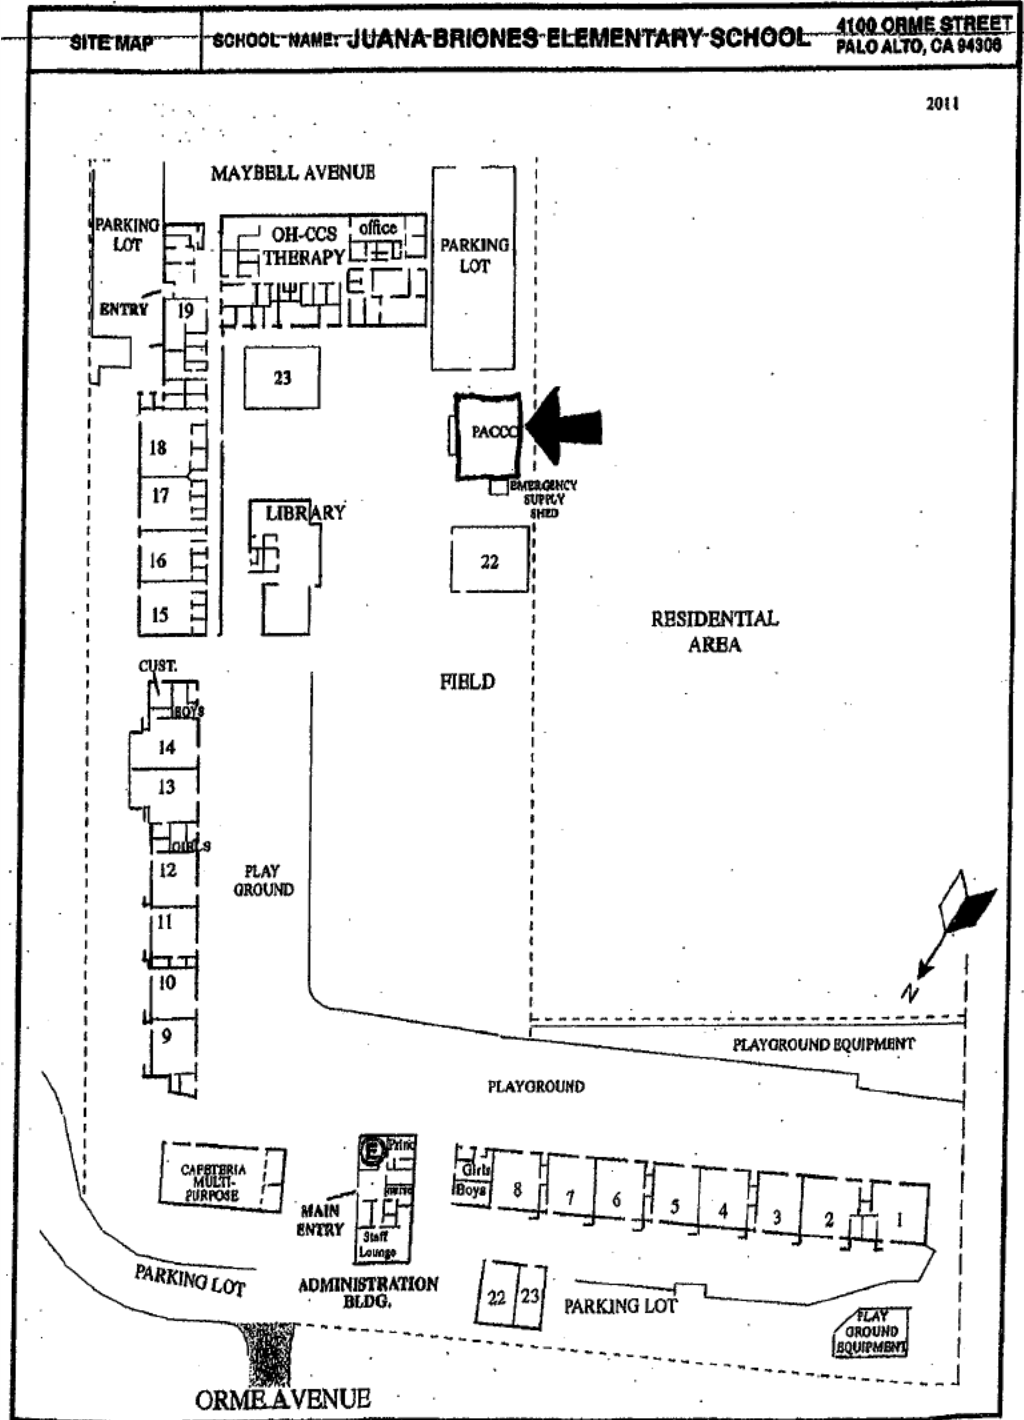 SITE MAP
SCHOOL NAME: JUANA BRIONES ELEMENTARY SCHOOL
4100 ORME STREET
PALO ALTO, CA 94306
2011
MAYBELL AVENUE
PARKING
LOT
OH-CCS
THERAPY
office
PARKING
LOT
ENTRY
19
23
18
PACCC
17
EMERGENCY
SUPPLY
SHED
LIBRARY
16
22
15
RESIDENTIAL
AREA
CUST.
FIELD
BOYS
14
13
GIRLS
12
PLAY
GROUND
11
10
N
9
PLAYGROUND EQUIPMENT
PLAYGROUND
E
Princ
CAFETERIA
MULTI-
PURPOSE
Girls
Boys
8
7
6
5
4
3
2
1
MAIN
ENTRY
Staff
Lounge
PARKING LOT
ADMINISTRATION
BLDG.
22
23
PARKING LOT
PLAY
GROUND
EQUIPMENT
ORME AVENUE